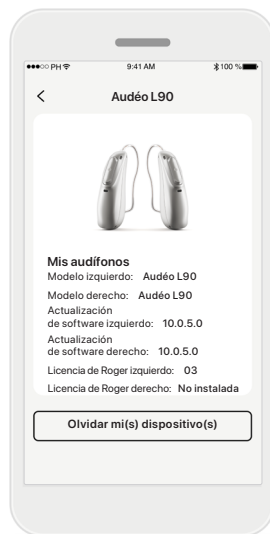 PH 9:41 AM 100 %
Audéo L90
Mis audífonos
Modelo izquierdo: Audéo L90
Modelo derecho: Audéo L90
Actualización
de software izquierdo: 10.0.5.0
Actualización
de software derecho: 10.0.5.0
Licencia de Roger izquierdo: 03
Licencia de Roger derecho: No instalada
Olvidar mi(s) dispositivo(s)